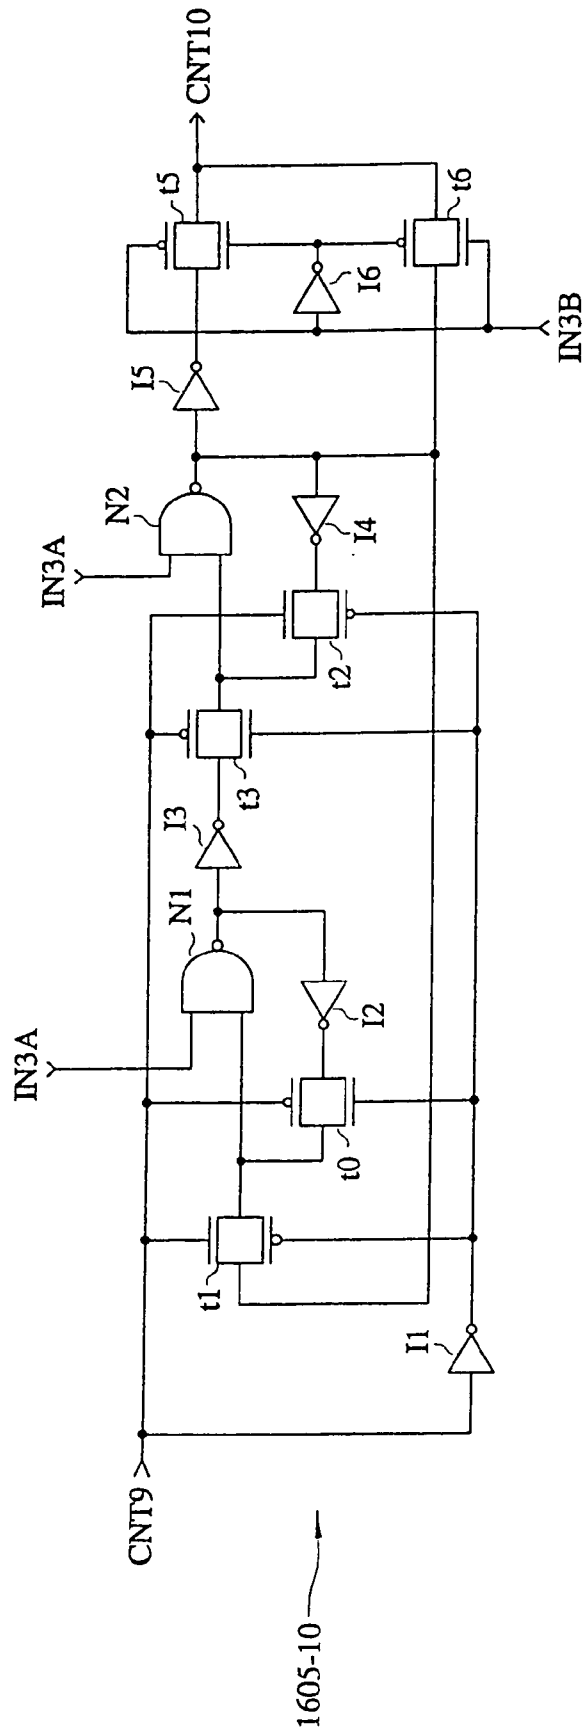 CNT10
t5
t6
I6
IN3B
I5
N2
IN3A
I4
t2
t3
I3
N1
I2
IN3A
t0
t1
I1
CNT9
1605-10